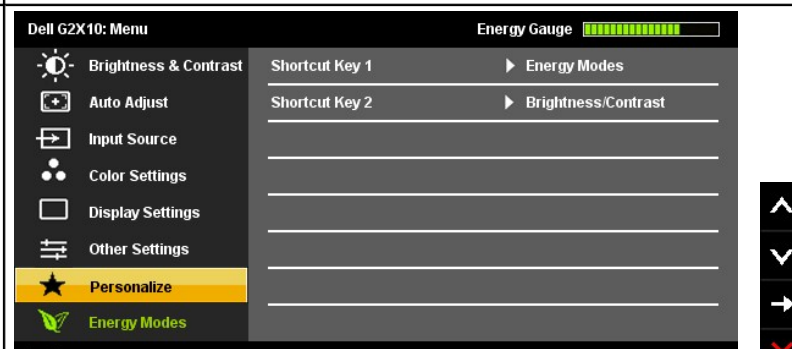 Dell G2X10: Menu Energy Gauge
Brightness & Contrast Shortcut Key 1 Energy Modes
Auto Adjust Shortcut Key 2 Brightness/Contrast
Input Source
Color Settings
Display Settings
Other Settings
Personalize
Energy Modes